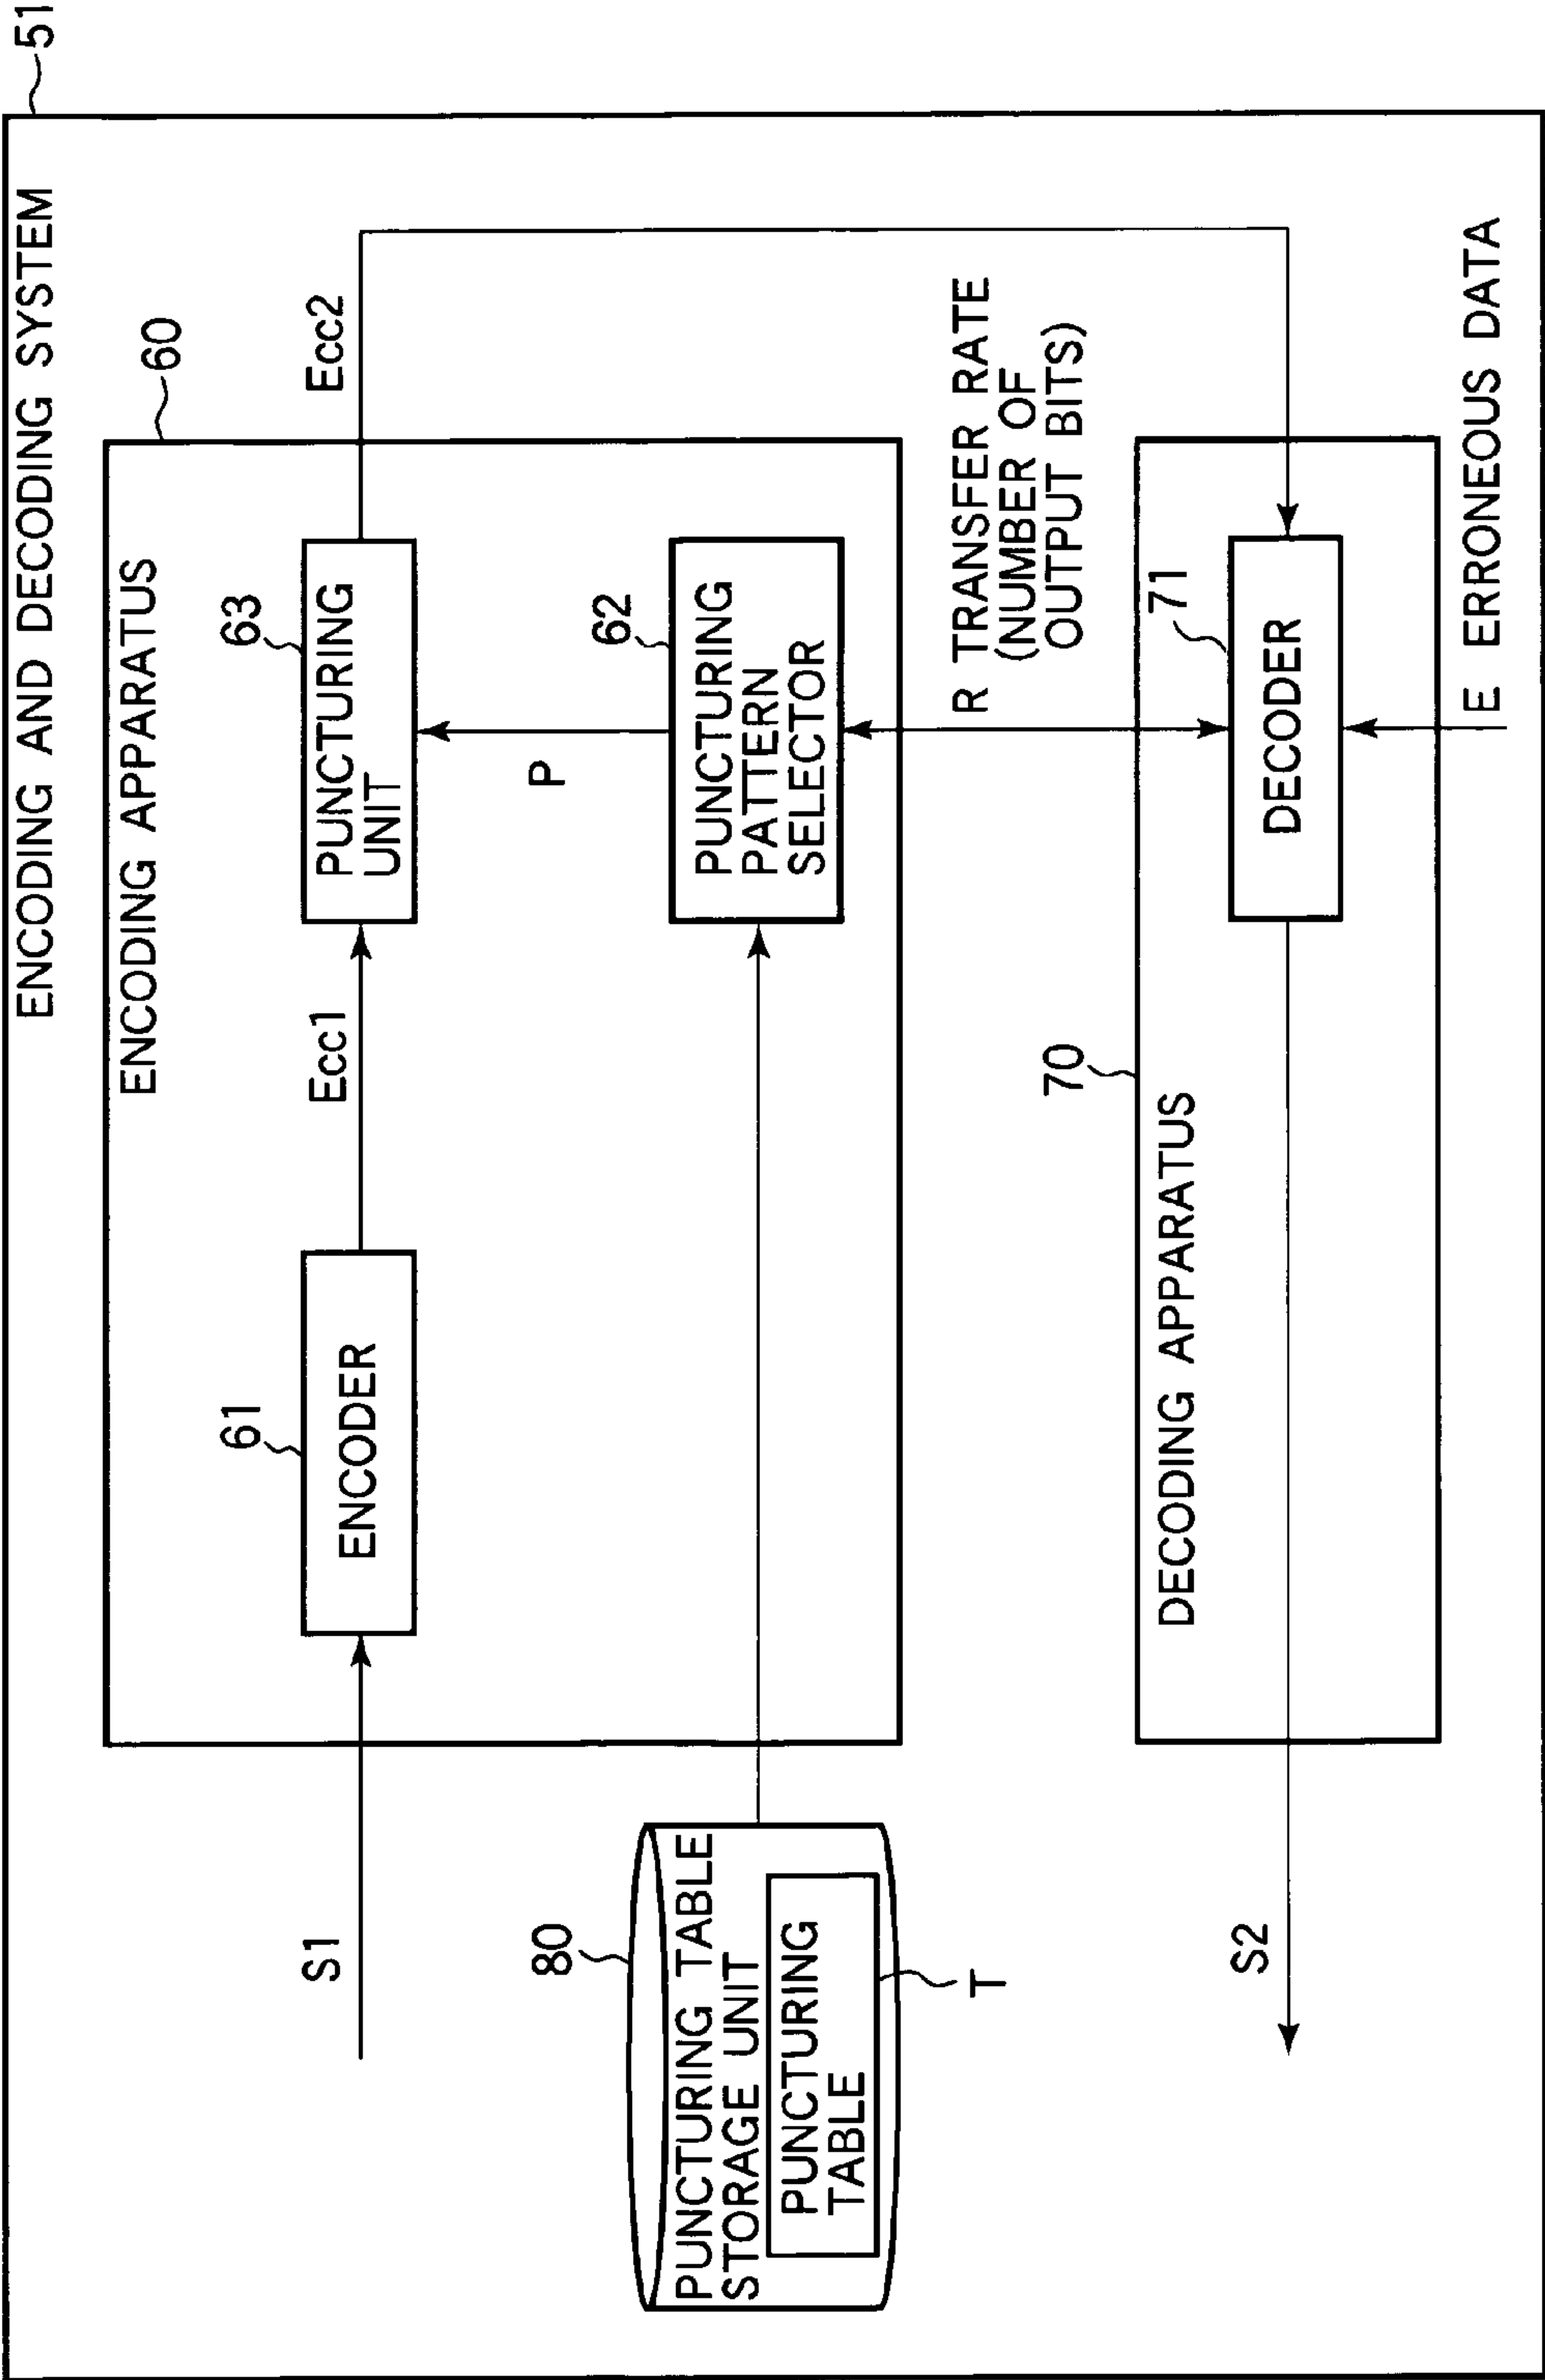 ENCODING AND DECODING SYSTEM
51
ENCODING APPARATUS
60
S1
61
ENCODER
Ecc1
63
PUNCTURING
UNIT
Ecc2
P
80
PUNCTURING TABLE
STORAGE UNIT
PUNCTURING
TABLE
T
62
PUNCTURING
PATTERN
SELECTOR
R TRANSFER RATE
(NUMBER OF
OUTPUT BITS)
70
DECODING APPARATUS
71
DECODER
S2
E ERRONEOUS DATA